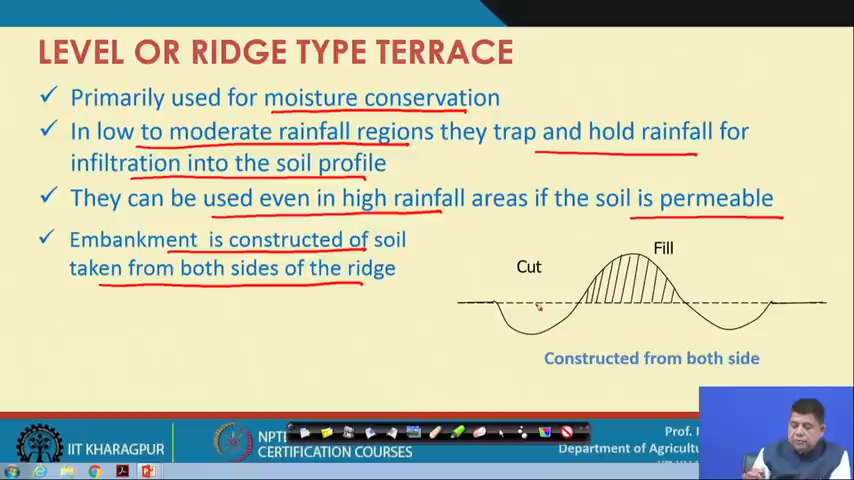 LEVEL OR RIDGE TYPE TERRACE
✓ Primarily used for moisture conservation
✓ In low to moderate rainfall regions they trap and hold rainfall for
infiltration into the soil profile
✓ They can be used even in high rainfall areas if the soil is permeable
✓ Embankment is constructed of soil
taken from both sides of the ridge
Fill
Cut
Constructed from both side
IIT KHARAGPUR
NPTE
CERTIFICATION COURSES
Prof.
Department of Agricultu